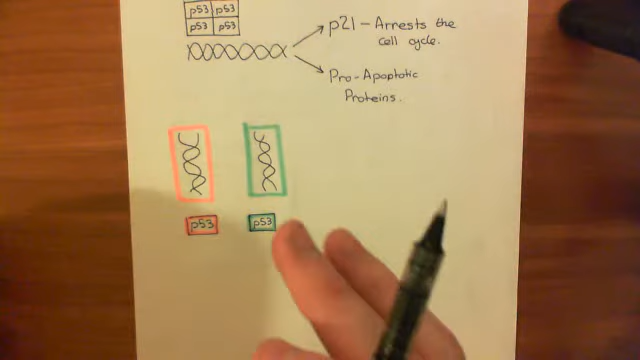 p53 p53
p53 p53
p21 – Arrests the
cell cycle.
Pro-Apoptotic
Proteins.
p53 p53